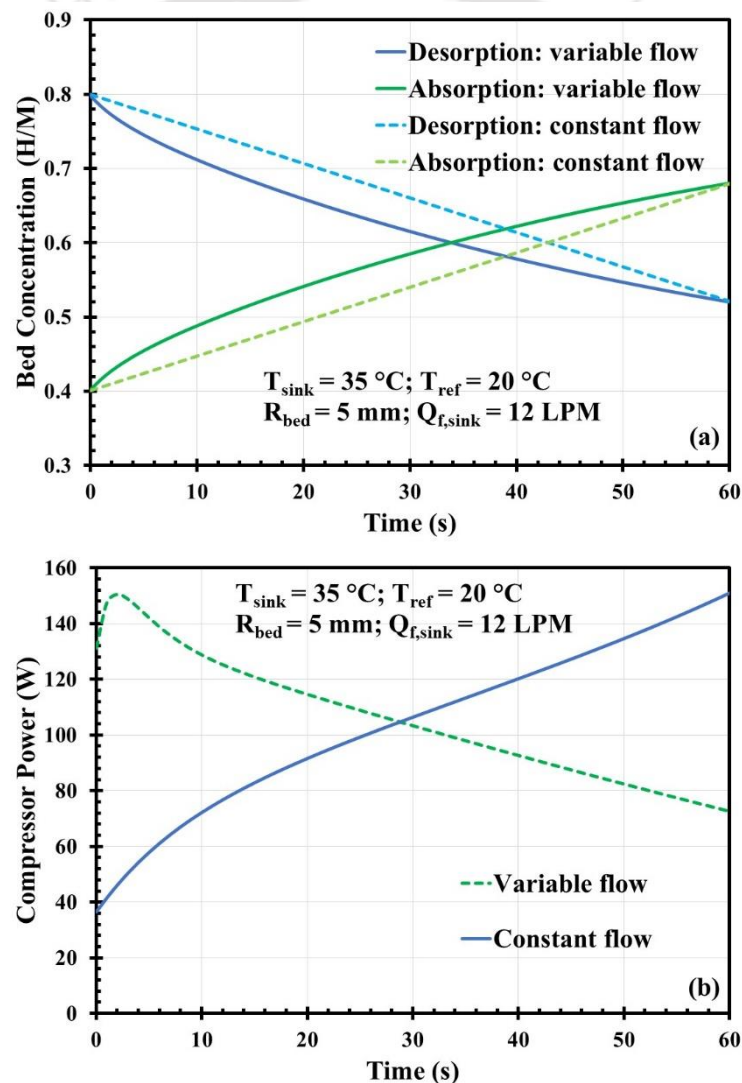 0.9
0.8
0.7
0.6
0.5
0.4
0.3
Bed Concentration (H/M)
Desorption: variable flow
Absorption: variable flow
Desorption: constant flow
Absorption: constant flow
T_sink = 35 °C; T_ref = 20 °C
R_bed = 5 mm; Q_f,sink = 12 LPM
(a)
0 10 20 30 40 50 60
Time (s)
160
140
120
100
80
60
40
20
0
Compressor Power (W)
T_sink = 35 °C; T_ref = 20 °C
R_bed = 5 mm; Q_f,sink = 12 LPM
Variable flow
Constant flow
(b)
0 10 20 30 40 50 60
Time (s)